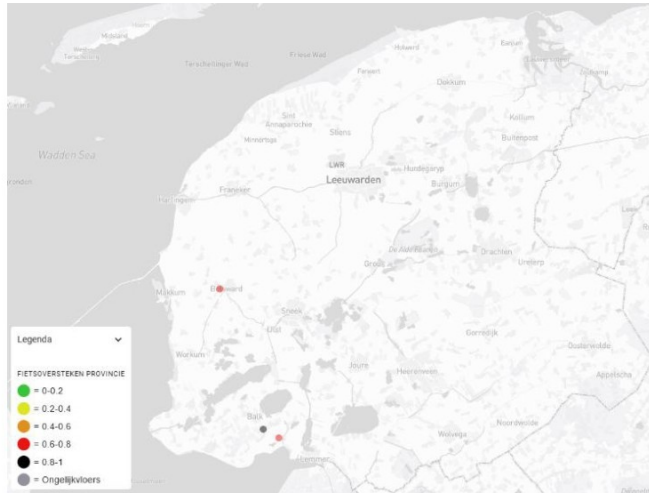 Terschellinger Wad
Friese Wad
Holwerd
Ferwert
Dokkum
Sint
Annaparochie
Stiens
Kollum
Minnertsga
Buitenpost
Wadden Sea
LWR
Leeuwarden
Hurdegaryp
Burgum
Franeker
Harlingen
De Alde Feanen
Grou
Drachten
Ureterp
Makkum
Bolsward
Sneek
IJlst
Gorredijk
Oosterwolde
Workum
Joure
Heerenveen
Appelscha
Balk
Noordwolde
Wolvega
Lemmer
Legenda
FIETSOVERSTEKEN PROVINCIE
= 0-0.2
= 0.2-0.4
= 0.4-0.6
= 0.6-0.8
= 0.8-1
= Ongelijkvloers